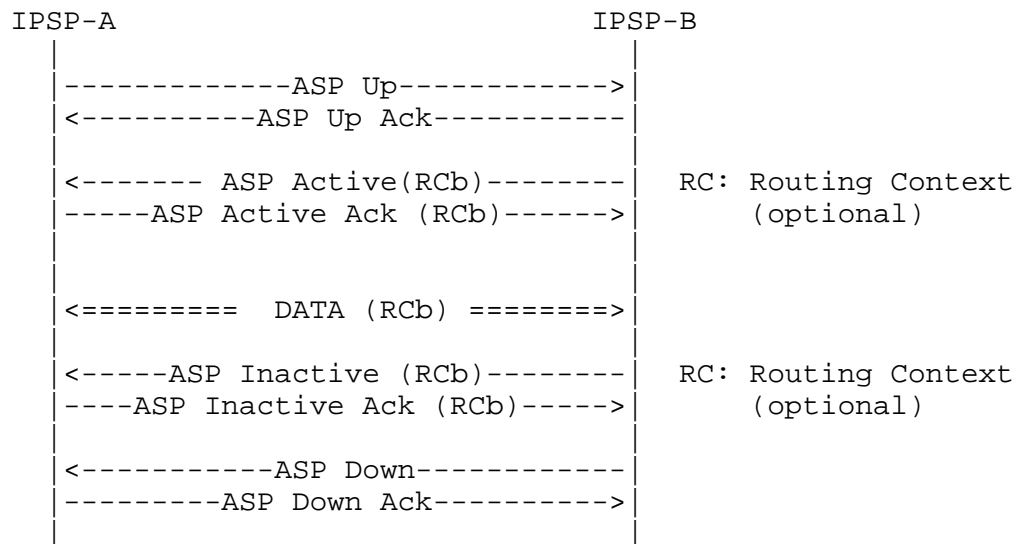 IPSP-A                              IPSP-B
  |                                   |
  |-------------ASP Up------------>|
  |<----------ASP Up Ack-----------|
  |                                   |
  |<------- ASP Active(RCb)--------|  RC: Routing Context
  |-----ASP Active Ack (RCb)------>|      (optional)
  |                                   |
  |                                   |
  |<=========  DATA (RCb) ========>|
  |                                   |
  |<-----ASP Inactive (RCb)--------|  RC: Routing Context
  |----ASP Inactive Ack (RCb)----->|      (optional)
  |                                   |
  |<-----------ASP Down------------|
  |---------ASP Down Ack---------->|
  |                                   |